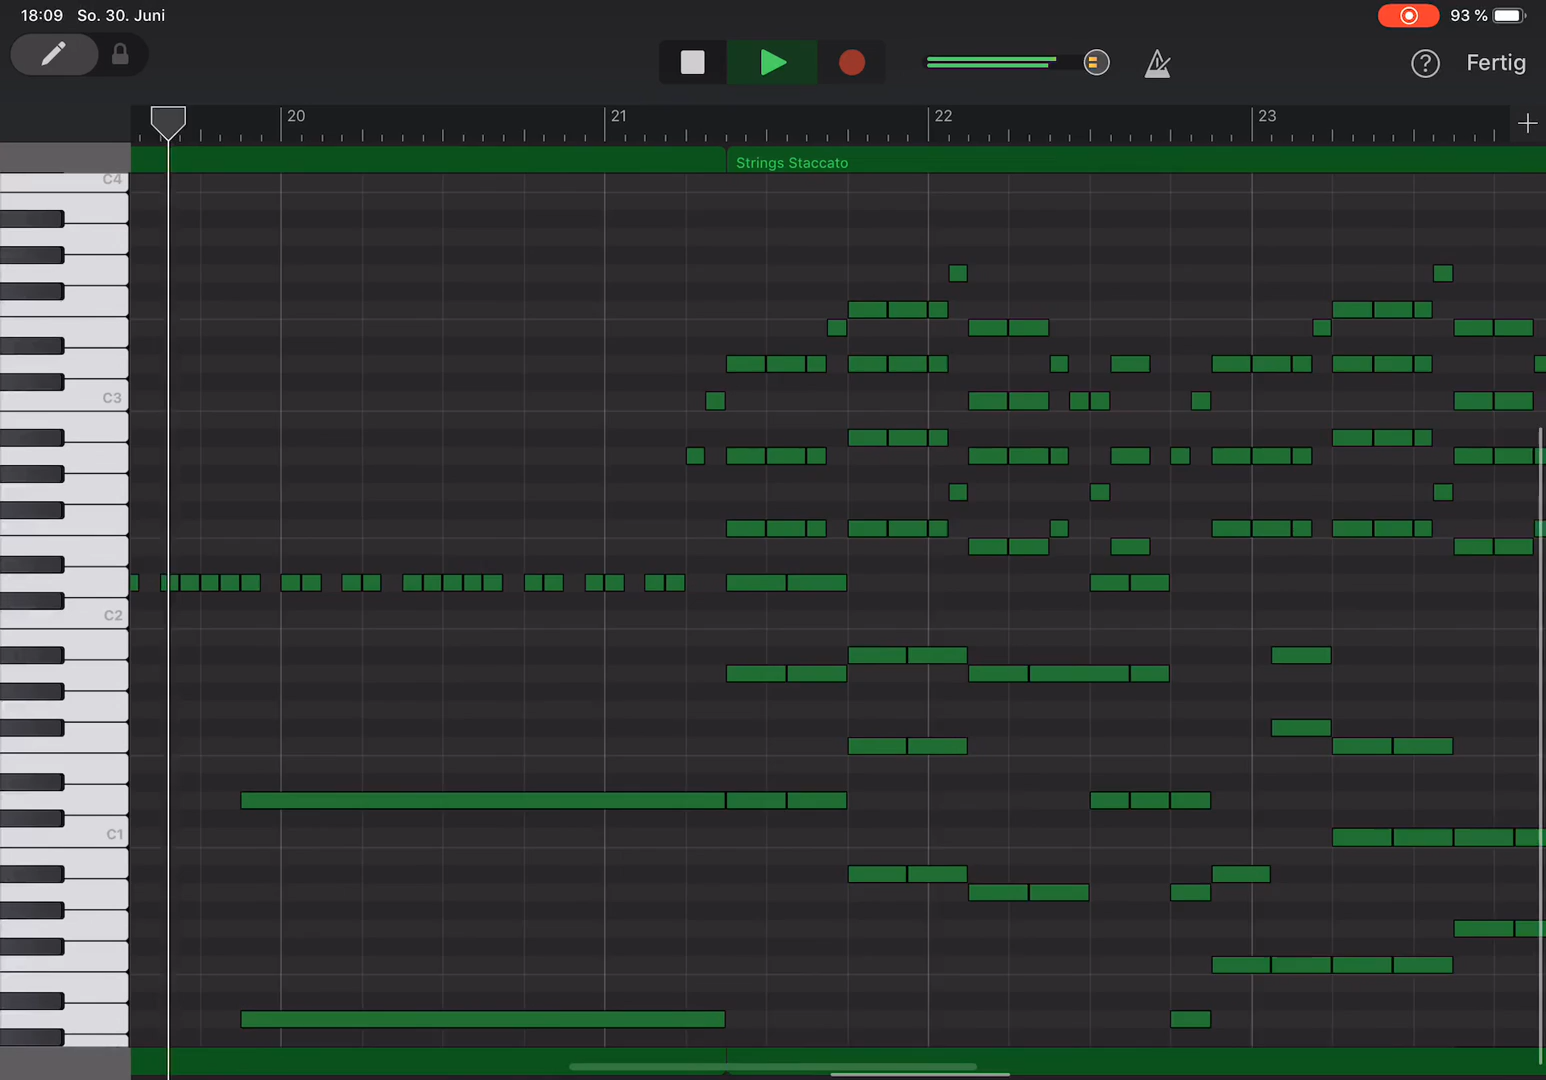 18:09 So. 30. Juni
93 %
? Fertig
20 21 22 23
Strings Staccato
C4
C3
C2
C1